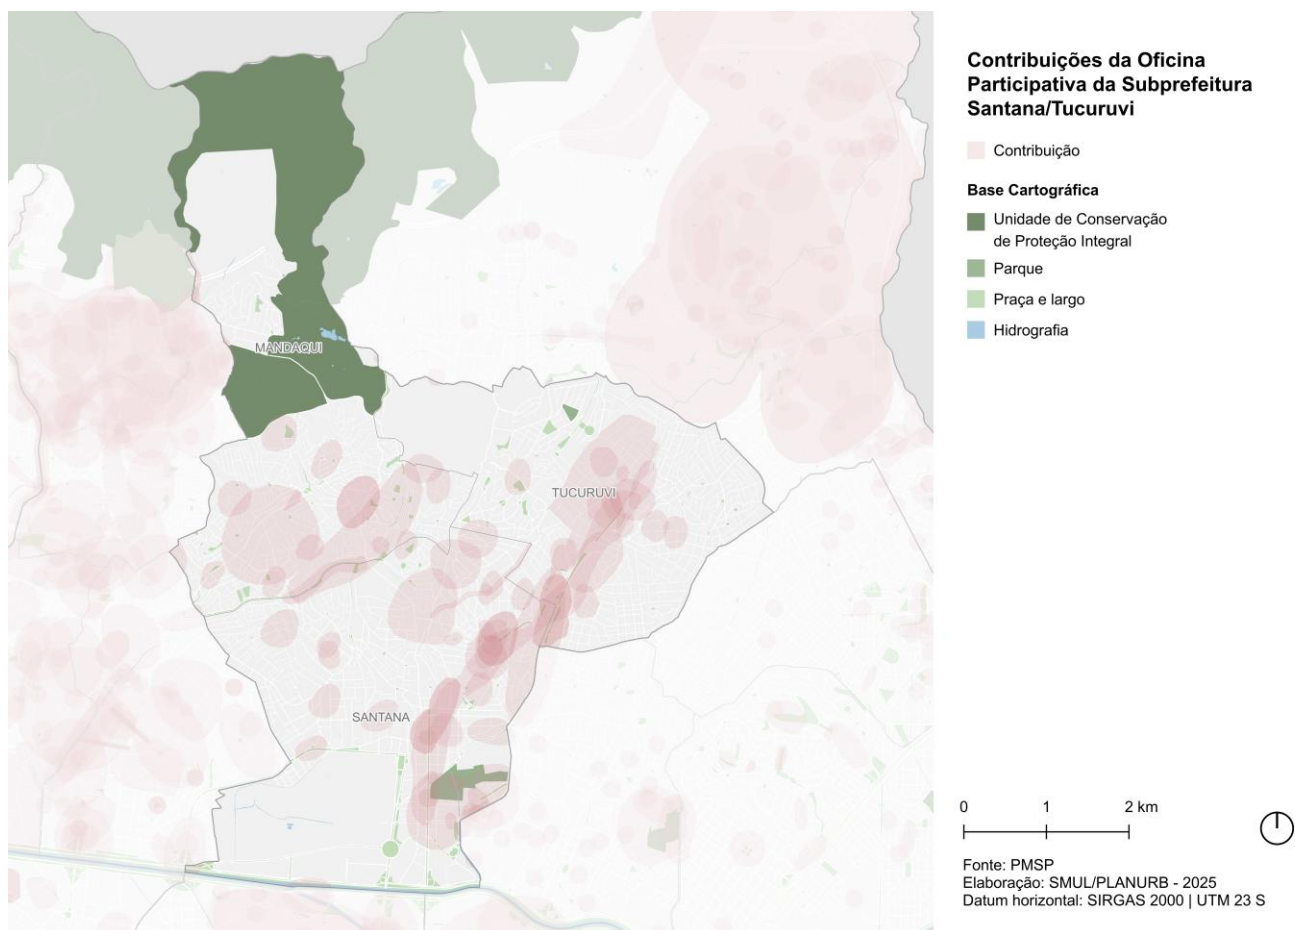 Contribuições da Oficina
Participativa da Subprefeitura
Santana/Tucuruvi
Contribuição
Base Cartográfica
Unidade de Conservação
de Proteção Integral
Parque
Praça e largo
Hidrografia
MANDAQUI
TUCURUVI
SANTANA
0 1 2 km
Fonte: PMSP
Elaboração: SMUL/PLANURB - 2025
Datum horizontal: SIRGAS 2000 | UTM 23 S